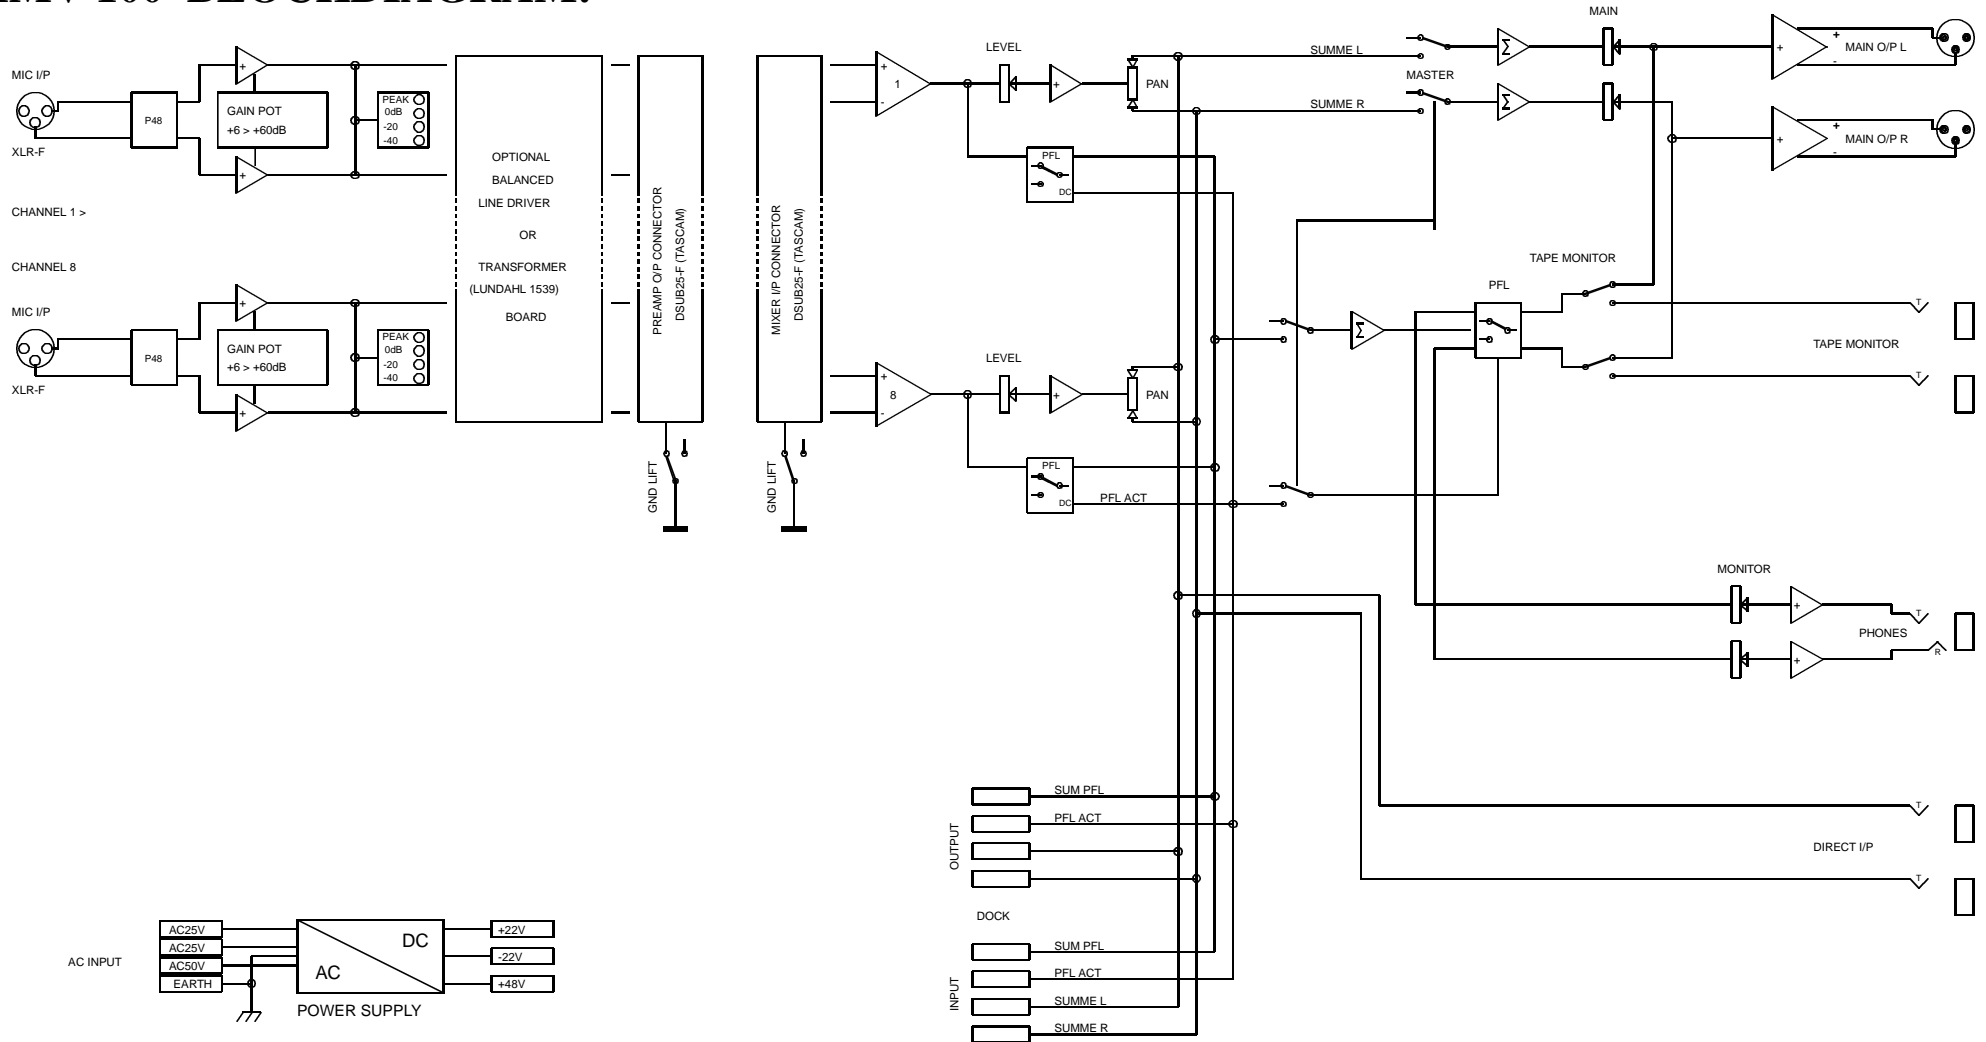 BLOCKDIAGRAM:
MIC I/P
XLR-F
P48
GAIN POT
+6 > +60dB
PEAK
0dB
-20
-40
CHANNEL 1 >
CHANNEL 8
MIC I/P
XLR-F
P48
GAIN POT
+6 > +60dB
PEAK
0dB
-20
-40
OPTIONAL
BALANCED
LINE DRIVER
OR
TRANSFORMER
(LUNDAHL 1539)
BOARD
PREAMP O/P CONNECTOR
DSUB25-F (TASCAM)
GND LIFT
MIXER I/P CONNECTOR
DSUB25-F (TASCAM)
GND LIFT
+
-
1
LEVEL
+
PAN
PFL
DC
+
-
8
LEVEL
+
PAN
PFL
DC
PFL ACT
SUMME L
SUMME R
MASTER
Σ
Σ
MAIN
+
+
- MAIN O/P L
+
+
- MAIN O/P R
Σ
PFL
TAPE MONITOR
T
TAPE MONITOR
T
MONITOR
+
T
PHONES
+
R
T
DIRECT I/P
T
OUTPUT
SUM PFL
PFL ACT
DOCK
INPUT
SUM PFL
PFL ACT
SUMME L
SUMME R
AC INPUT
AC25V
AC25V
AC50V
EARTH
AC
DC
+22V
-22V
+48V
POWER SUPPLY